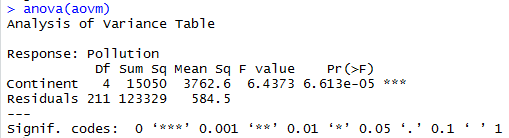 > anova(aovm)
Analysis of Variance Table

Response: Pollution
           Df Sum Sq Mean Sq F value    Pr(>F)
Continent   4  15050  3762.6  6.4373 6.613e-05 ***
Residuals 211 123329   584.5
---
Signif. codes:  0 ‘***’ 0.001 ‘**’ 0.01 ‘*’ 0.05 ‘.’ 0.1 ‘ ’ 1